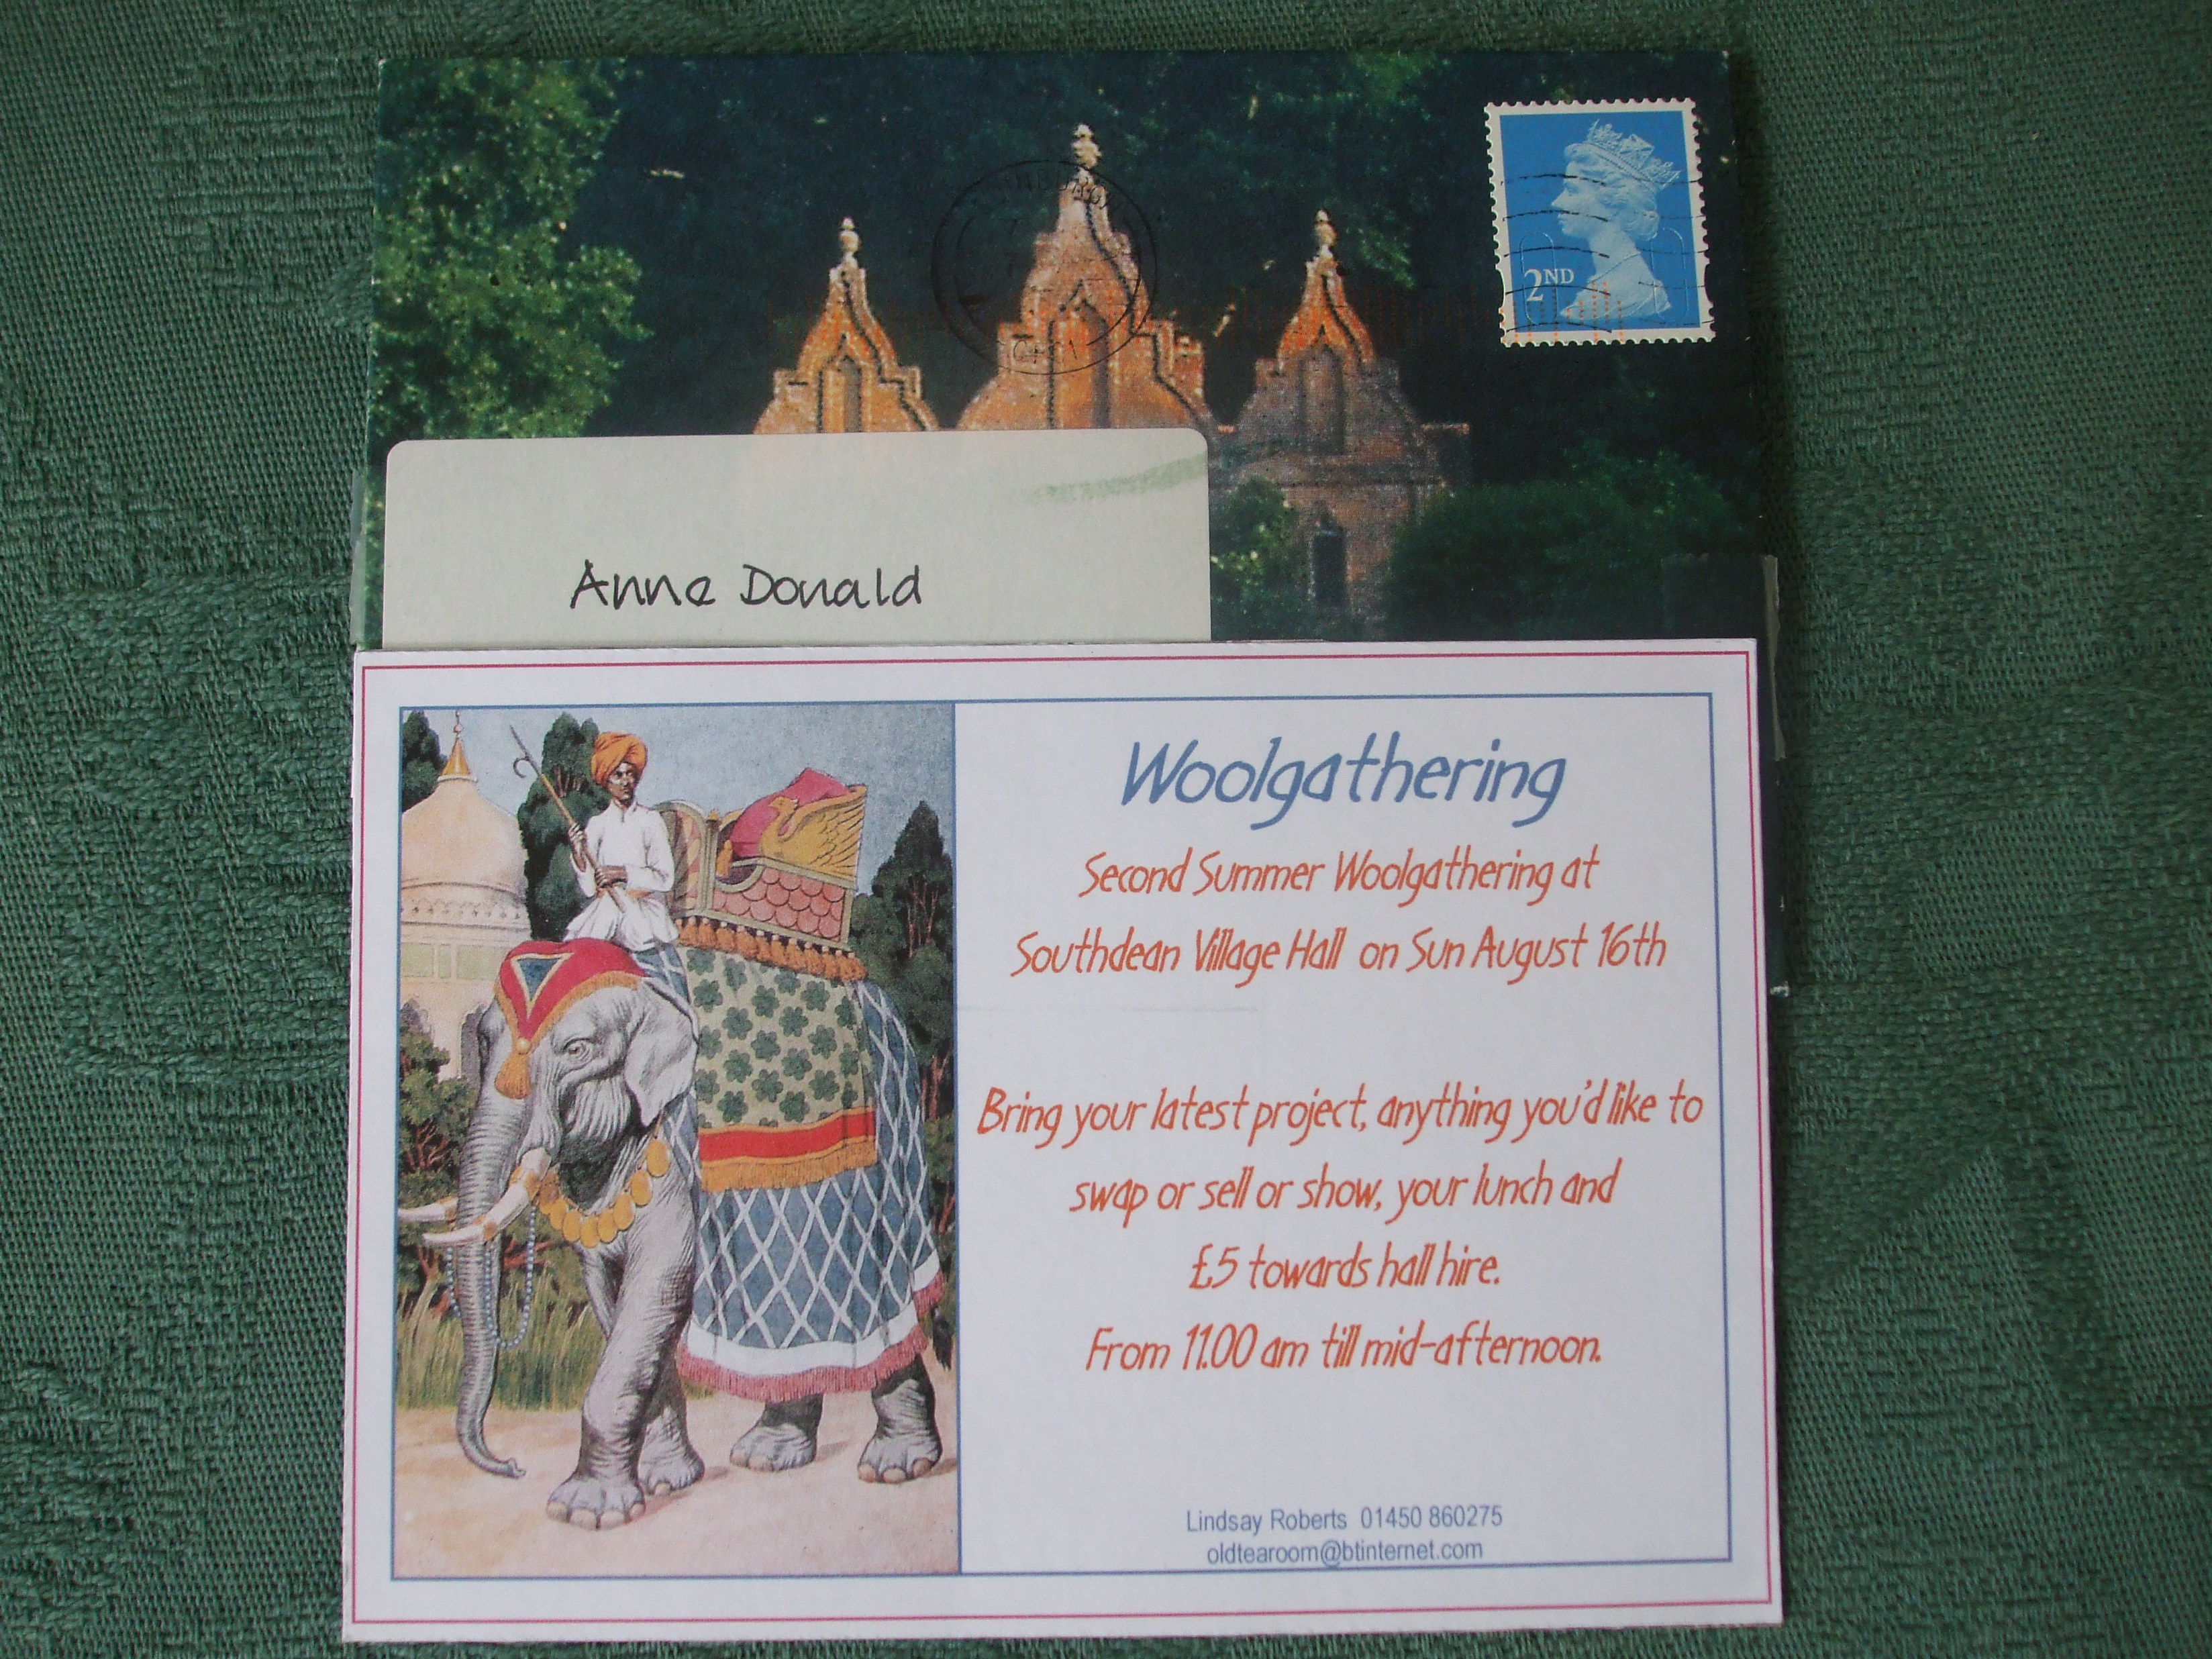 2ND
Anne Donald
Woolgathering
Second Summer Woolgathering at
Southdean Village Hall on Sun August 16th
Bring your latest project, anything you'd like to
swap or sell or show, your lunch and
£5 towards hall hire.
From 11.00 am till mid-afternoon.
Lindsay Roberts 01450 860275
oldtearoom@btinternet.com